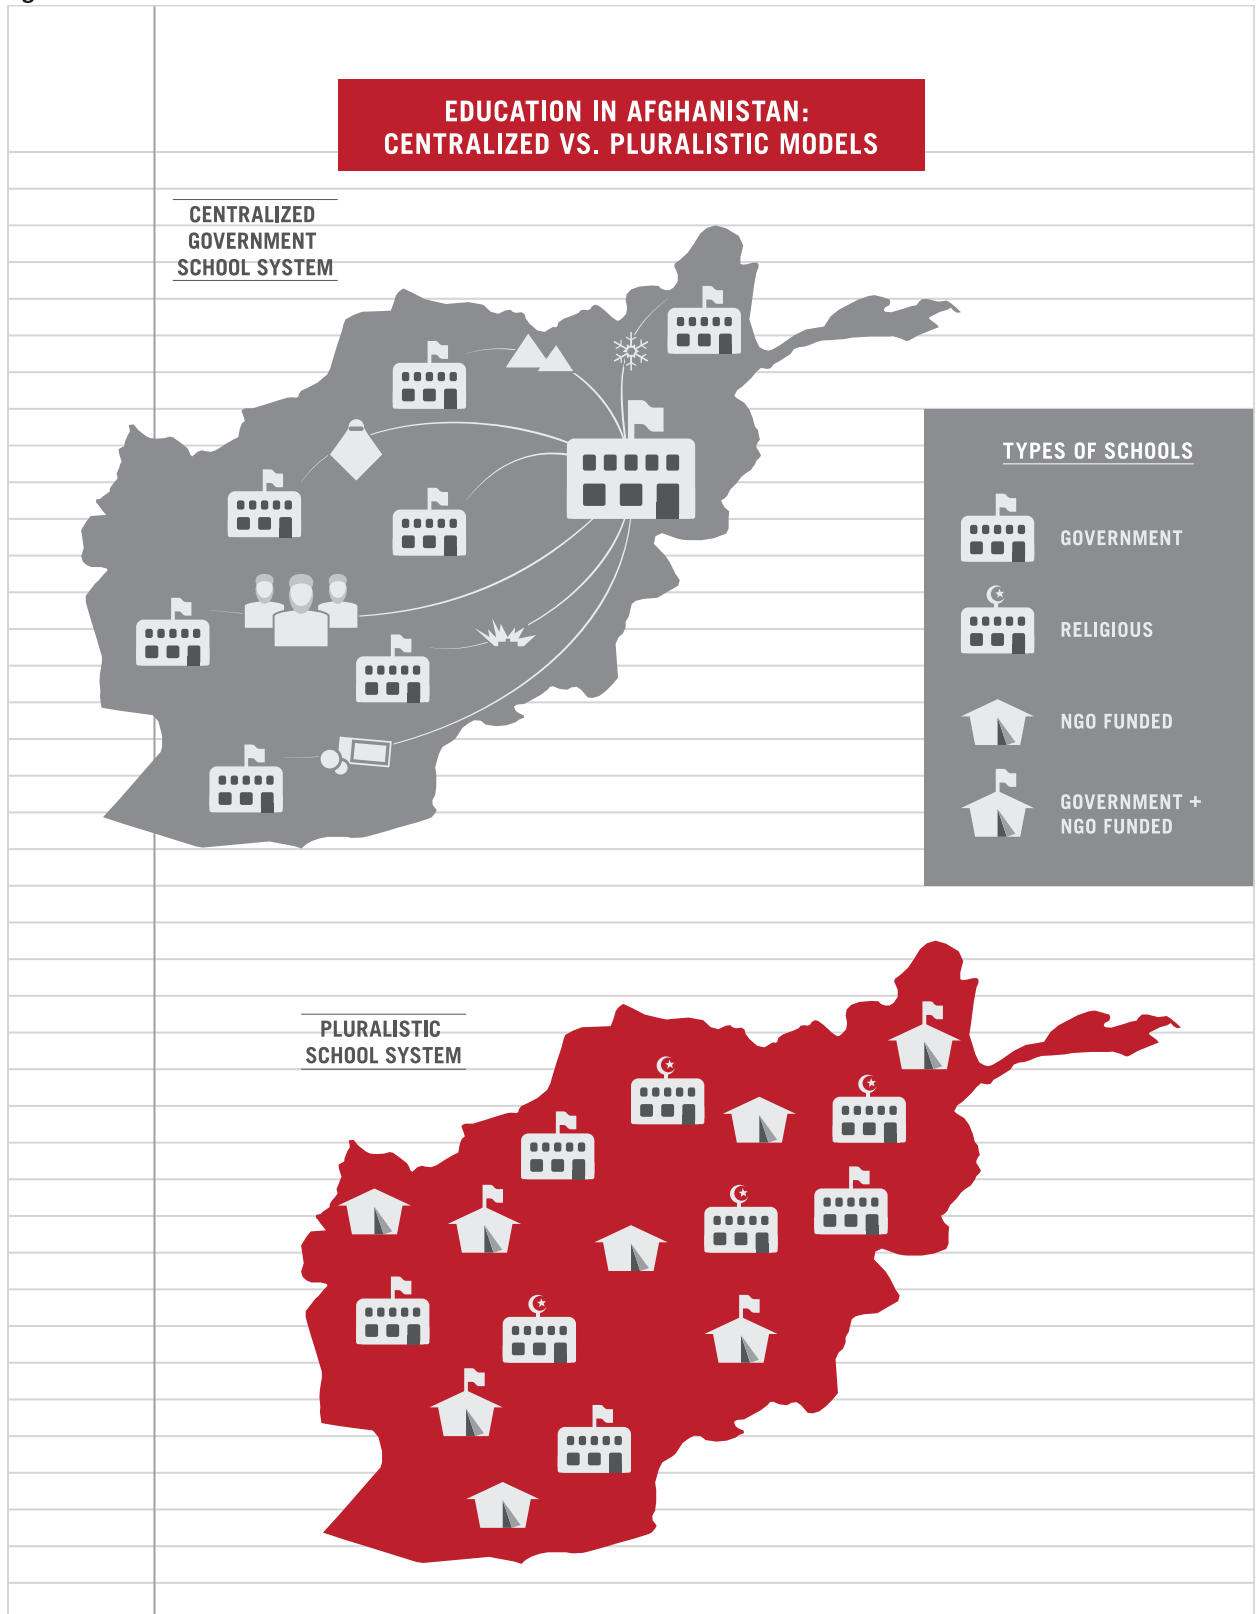 EDUCATION IN AFGHANISTAN:
CENTRALIZED VS. PLURALISTIC MODELS
CENTRALIZED
GOVERNMENT
SCHOOL SYSTEM
TYPES OF SCHOOLS
GOVERNMENT
RELIGIOUS
NGO FUNDED
GOVERNMENT +
NGO FUNDED
PLURALISTIC
SCHOOL SYSTEM